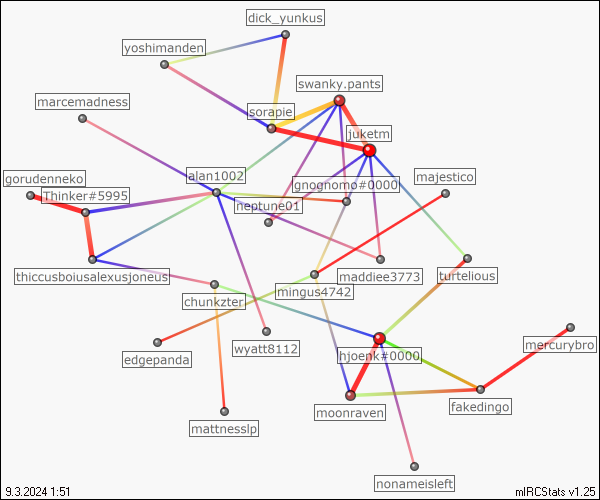 dick_yunkus
yoshimanden
swanky.pants
marcemadness
sorapie
juketm
gorudenneko
alan1002
majestico
Thinker#5995
gnognomo#0000
neptune01
thiccusboiusalexusjoneus
maddiee3773
turtelious
chunkzter
mingus4742
edgepanda
wyatt8112
hjoenk#0000
mercurybro
moonraven
fakedingo
mattnesslp
nonameisleft
9.3.2024 1:51
mIRCStats v1.25